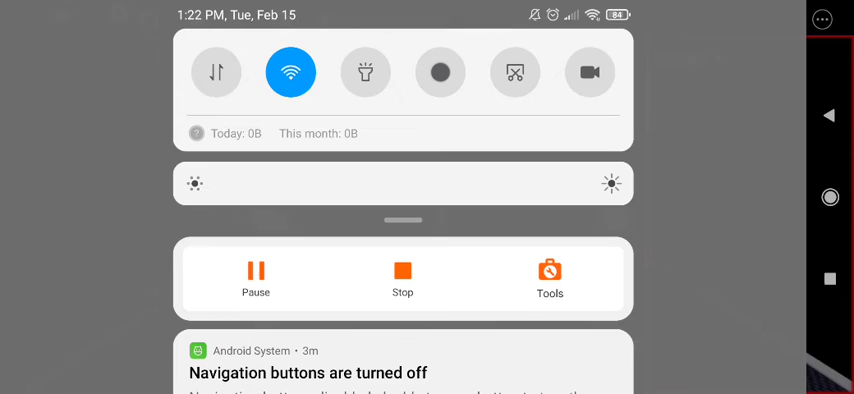 1:22 PM, Tue, Feb 15
84
Today: 0B This month: 0B
Pause Stop Tools
Android System • 3m
Navigation buttons are turned off